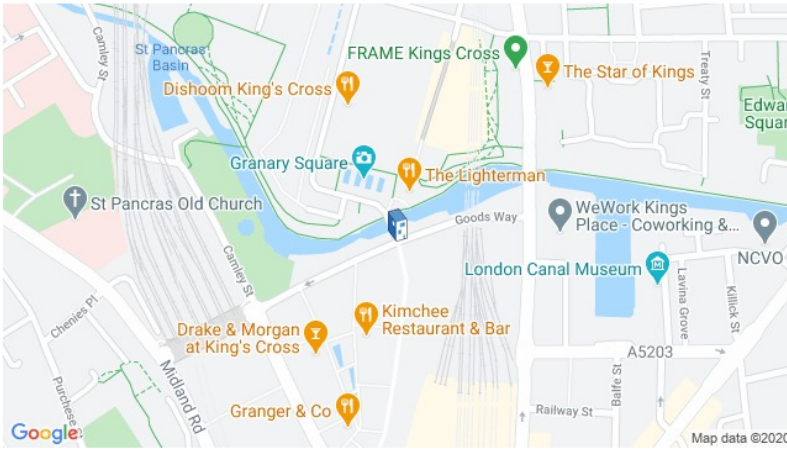 Camley St
St Pancras
Basin
FRAME Kings Cross
The Star of Kings
Treaty St
Dishoom King's Cross
Edwa
Squar
Granary Square
The Lighterman
St Pancras Old Church
Goods Way
WeWork Kings
Place - Coworking &...
NCVO
Camley St
London Canal Museum
Lavina Grove
Killick St
Chenies Pl
Drake & Morgan
at King's Cross
Kimchee
Restaurant & Bar
A5203
Midland Rd
Purchese St
Balfe St
Granger & Co
Railway St
Google
Map data ©2020